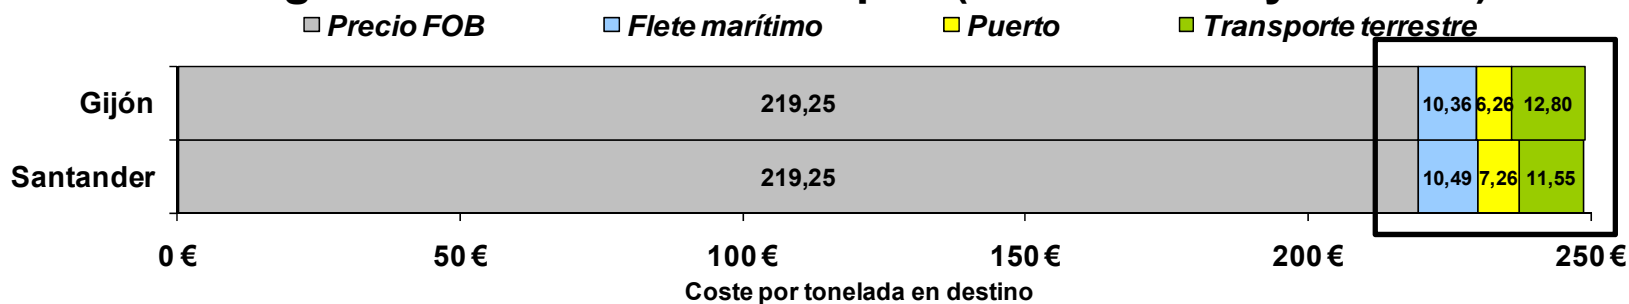 Precio FOB Flete marítimo Puerto Transporte terrestre
Gijón 219,25 10,36 6,26 12,80
Santander 219,25 10,49 7,26 11,55
0 € 50 € 100 € 150 € 200 € 250 €
Coste por tonelada en destino